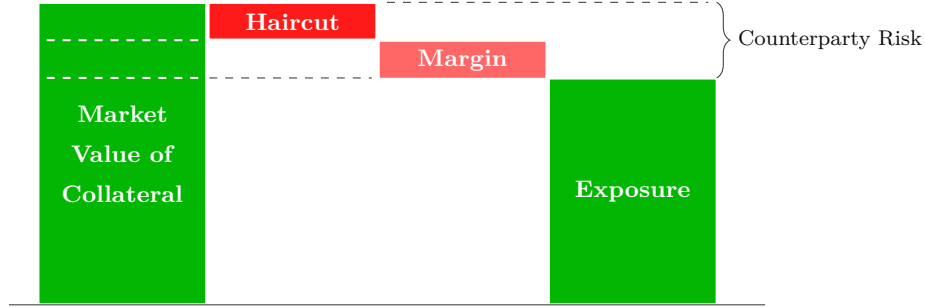 Haircut
Counterparty Risk
Margin
Market
Value of
Collateral
Exposure